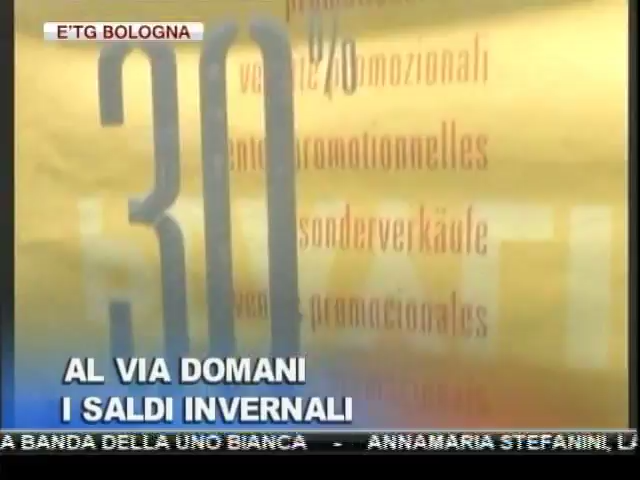 E'TG BOLOGNA
30%
promozionali
ventes promotionnelles
sonderverkäufe
ventas promocionales
AL VIA DOMANI
I SALDI INVERNALI
A BANDA DELLA UNO BIANCA - ANNAMARIA STEFANINI, LA